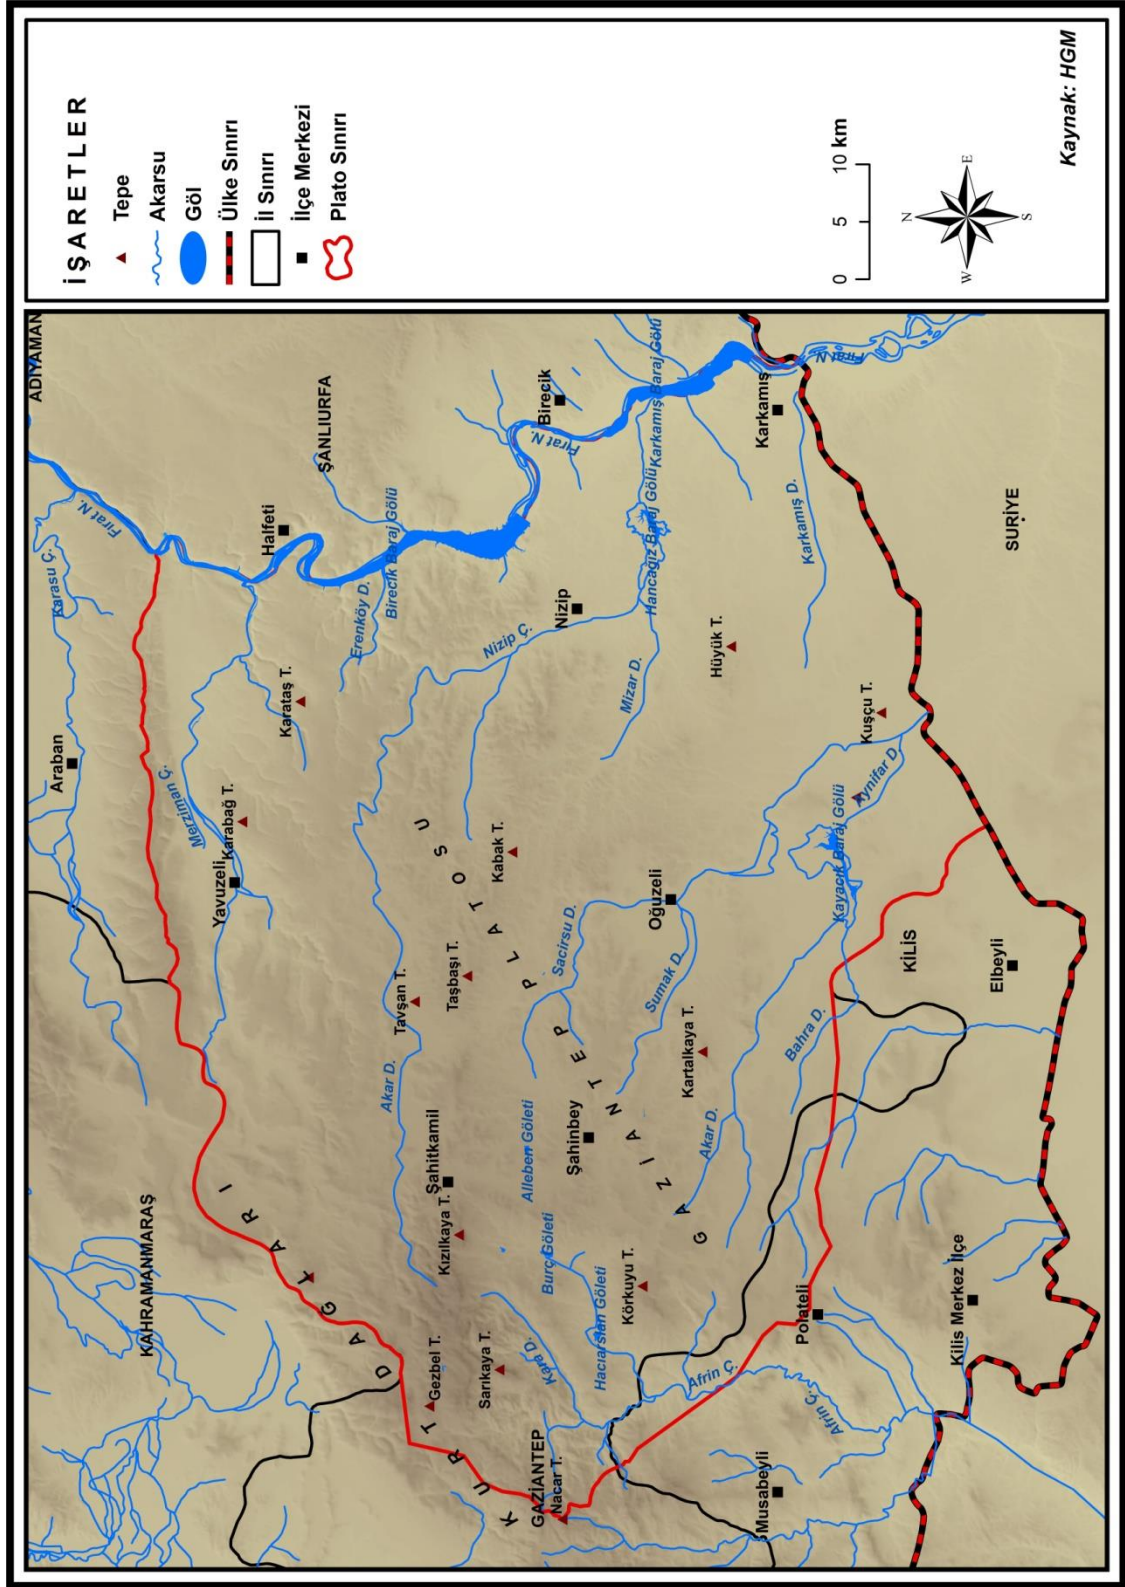 ADIYAMAN
Fırat N.
Karasu Ç.
Araban
KAHRAMANMARAŞ
Merziman Ç.
Halfeti
ŞANLIURFA
Yavuzeli
Karabağ T.
Karataş T.
Erenköy D.
Birecik Baraj Gölü
KURT DAĞLARI
Akar D.
Tavşan T.
Gezbel T.
Şahitkamil
Kızılkaya T.
Taşbaşı T.
Nizip Ç.
Sarıkaya T.
Kabak T.
GAZİANTEP PLATOSU
Birecik
Fırat N.
GAZİANTEP
Nacar T.
Kara D.
Burç Göleti
Alleben Göleti
Sacirsu D.
Nizip
Şahinbey
Hacıarslan Göleti
Körkuyu T.
Mizar D.
Hancağız Baraj Gölü
Karkamış Baraj Gölü
Oğuzeli
Sumak D.
Kartalkaya T.
Hüyük T.
Akar D.
Afrin Ç.
Karkamış
Karkamış D.
Fırat N.
Musabeyli
Polateli
Bahra D.
Kayacık Baraj Gölü
Aynifar D.
Kuşçu T.
Afrin Ç.
KİLİS
Kilis Merkez İlçe
Elbeyli
SURİYE
İŞARETLER
Tepe
Akarsu
Göl
Ülke Sınırı
İl Sınırı
İlçe Merkezi
Plato Sınırı
0 5 10 km
N
W E
S
Kaynak: HGM